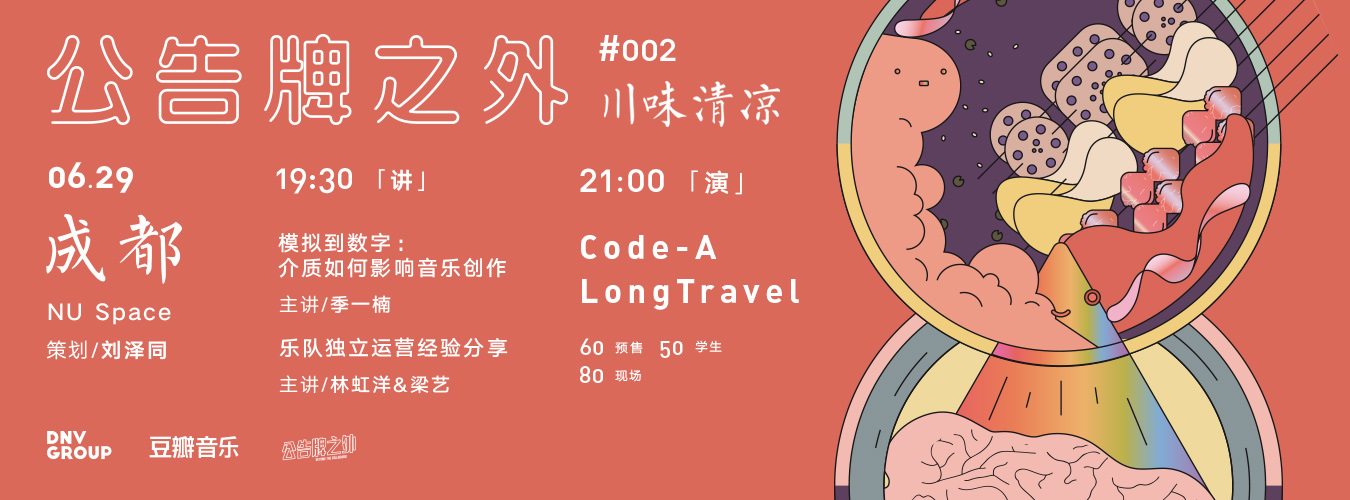 公告牌之外
#002
川味清凉
06.29
成都
NU Space
策划/刘泽同
19:30「讲」
模拟到数字:
介质如何影响音乐创作
主讲/季一楠
乐队独立运营经验分享
主讲/林虹洋&梁艺
21:00「演」
Code-A
LongTravel
60 预售 50 学生
80 现场
DNV
GROUP
豆瓣音乐
公告牌之外